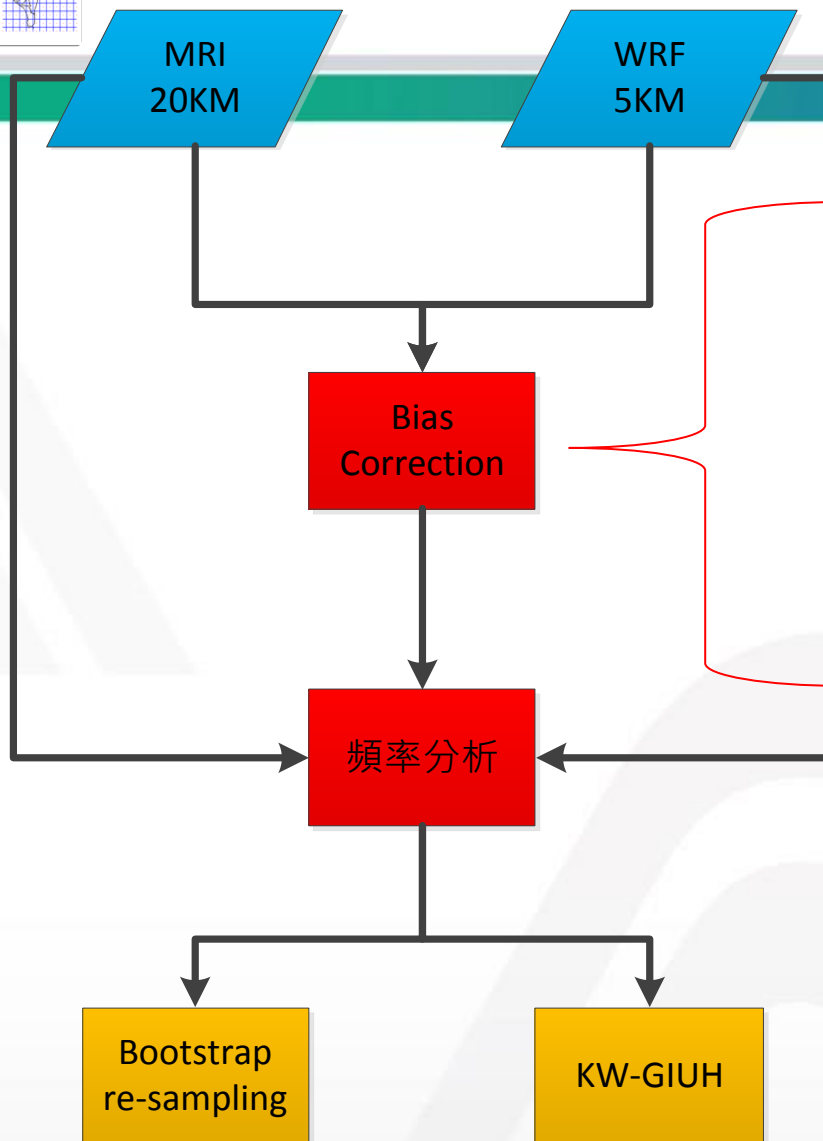 MRI
20KM
WRF
5KM
Bias
Correction
頻率分析
Bootstrap
re-sampling
KW-GIUH